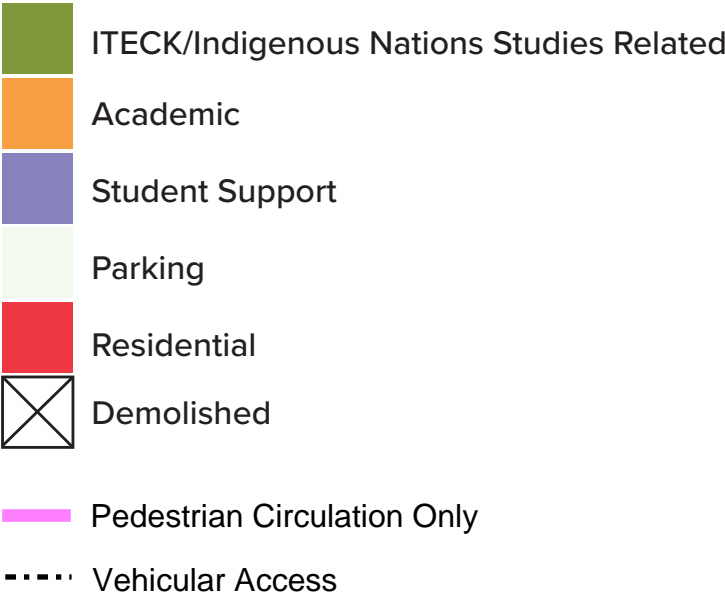 ITECK/Indigenous Nations Studies Related
Academic
Student Support
Parking
Residential
Demolished
Pedestrian Circulation Only
Vehicular Access